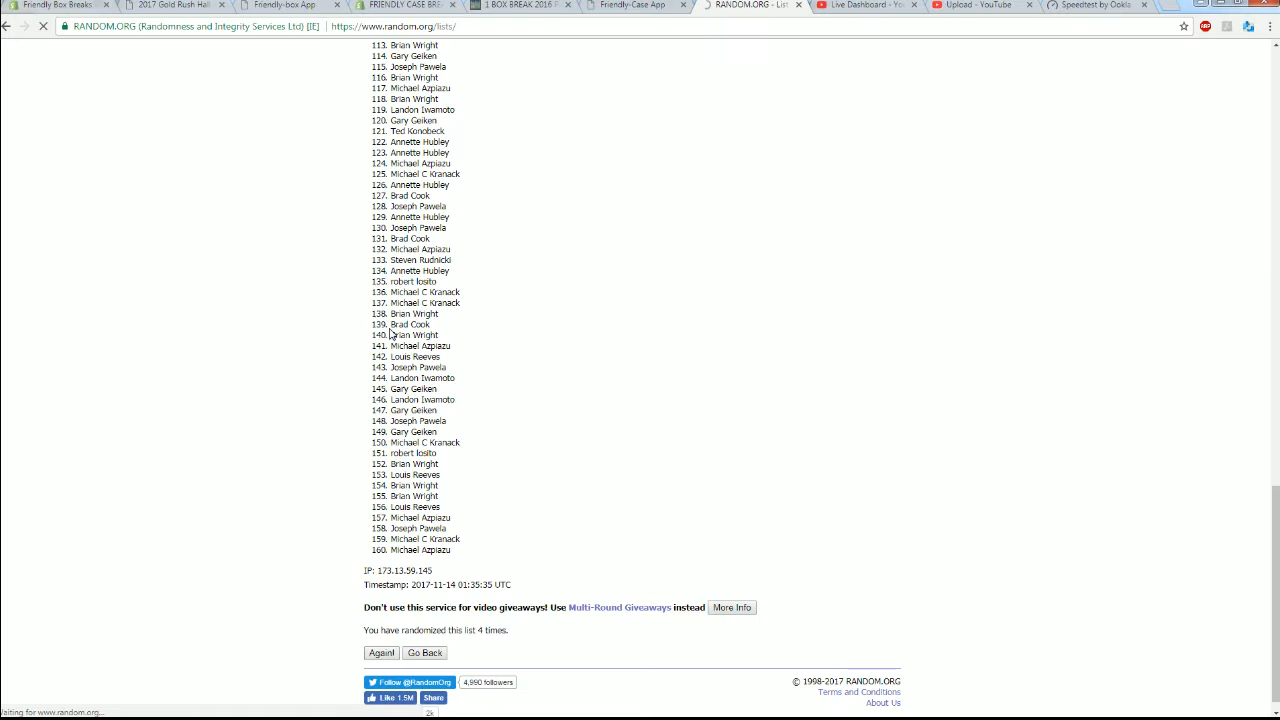 Friendly Box Breaks
2017 Gold Rush Hall
Friendly-box App
FRIENDLY CASE BRE
1 BOX BREAK 2016 P
Friendly-Case App
RANDOM.ORG - List
Live Dashboard - Yo
Upload - YouTube
Speedtest by Ookla
RANDOM.ORG (Randomness and Integrity Services Ltd) [IE] https://www.random.org/lists/
113. Brian Wright
114. Gary Geiken
115. Joseph Pawela
116. Brian Wright
117. Michael Azpiazu
118. Brian Wright
119. Landon Iwamoto
120. Gary Geiken
121. Ted Konobeck
122. Annette Hubley
123. Annette Hubley
124. Michael Azpiazu
125. Michael C Kranack
126. Annette Hubley
127. Brad Cook
128. Joseph Pawela
129. Annette Hubley
130. Joseph Pawela
131. Brad Cook
132. Michael Azpiazu
133. Steven Rudnicki
134. Annette Hubley
135. robert losito
136. Michael C Kranack
137. Michael C Kranack
138. Brian Wright
139. Brad Cook
140. Brian Wright
141. Michael Azpiazu
142. Louis Reeves
143. Joseph Pawela
144. Landon Iwamoto
145. Gary Geiken
146. Landon Iwamoto
147. Gary Geiken
148. Joseph Pawela
149. Gary Geiken
150. Michael C Kranack
151. robert losito
152. Brian Wright
153. Louis Reeves
154. Brian Wright
155. Brian Wright
156. Louis Reeves
157. Michael Azpiazu
158. Joseph Pawela
159. Michael C Kranack
160. Michael Azpiazu
IP: 173.13.59.145
Timestamp: 2017-11-14 01:35:35 UTC
Don't use this service for video giveaways! Use Multi-Round Giveaways instead More Info
You have randomized this list 4 times.
Again! Go Back
Follow @RandomOrg 4,990 followers
Like 1.5M Share
2k
© 1998-2017 RANDOM.ORG
Terms and Conditions
About Us
Waiting for www.random.org...